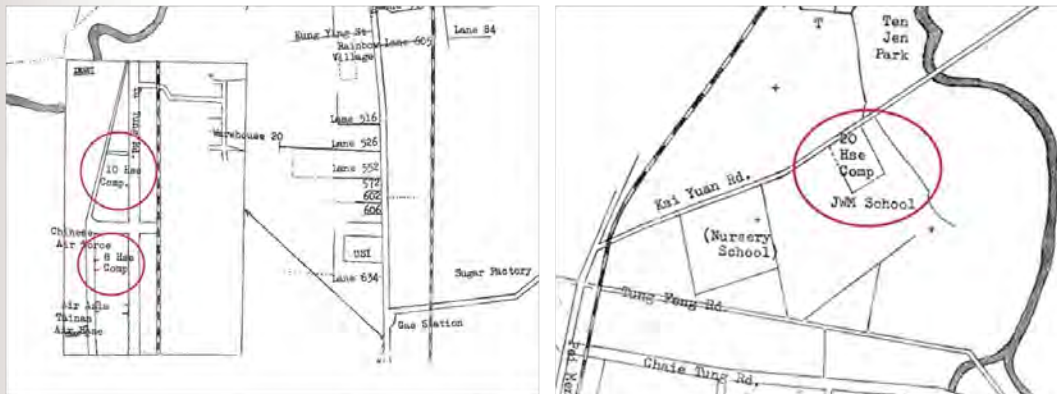 Kung Ying St
Rainbow
Village
Lane 605
Lane 84
Lane 516
Warehouse 20
Lane 526
Lane 552
572
602
606
USI
Lane 634
Sugar Factory
Gas Station
10 Hse
Comp.
Chinese
Air Force
8 Hse
Comp
Air Asia
Tainan
Air Base
T
Ten
Jen
Park
20
Hse
Comp
JWM School
Kai Yuan Rd.
(Nursery
School)
Tung Feng Rd.
Chaie Tung Rd.